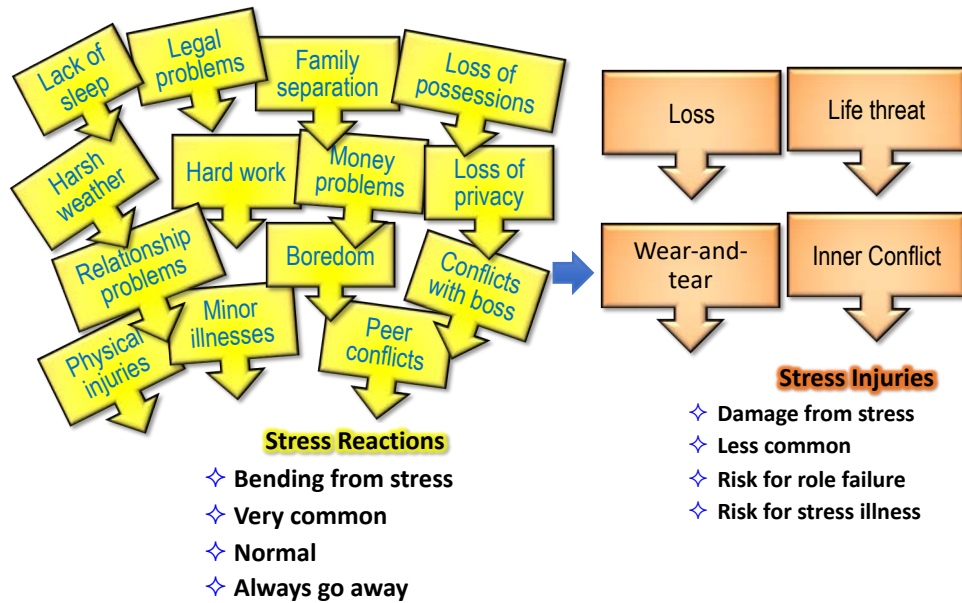 Lack of
sleep
Legal
problems
Family
separation
Loss of
possessions
Harsh
weather
Hard work
Money
problems
Loss of
privacy
Relationship
problems
Boredom
Conflicts
with boss
Physical
injuries
Minor
illnesses
Peer
conflicts
Stress Reactions
Bending from stress
Very common
Normal
Always go away
Loss
Life threat
Wear-and-
tear
Inner Conflict
Stress Injuries
Damage from stress
Less common
Risk for role failure
Risk for stress illness